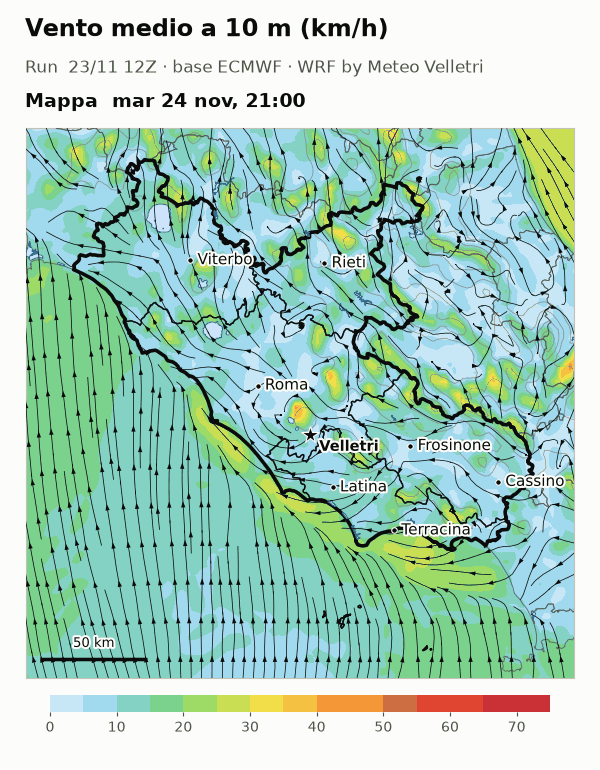 Vento medio a 10 m (km/h)
Run  23/11 12Z · base ECMWF · WRF by Meteo Velletri
Mappa  mar 24 nov, 21:00
Viterbo
Rieti
Roma
Velletri
Frosinone
Cassino
Latina
Terracina
50 km
0 10 20 30 40 50 60 70